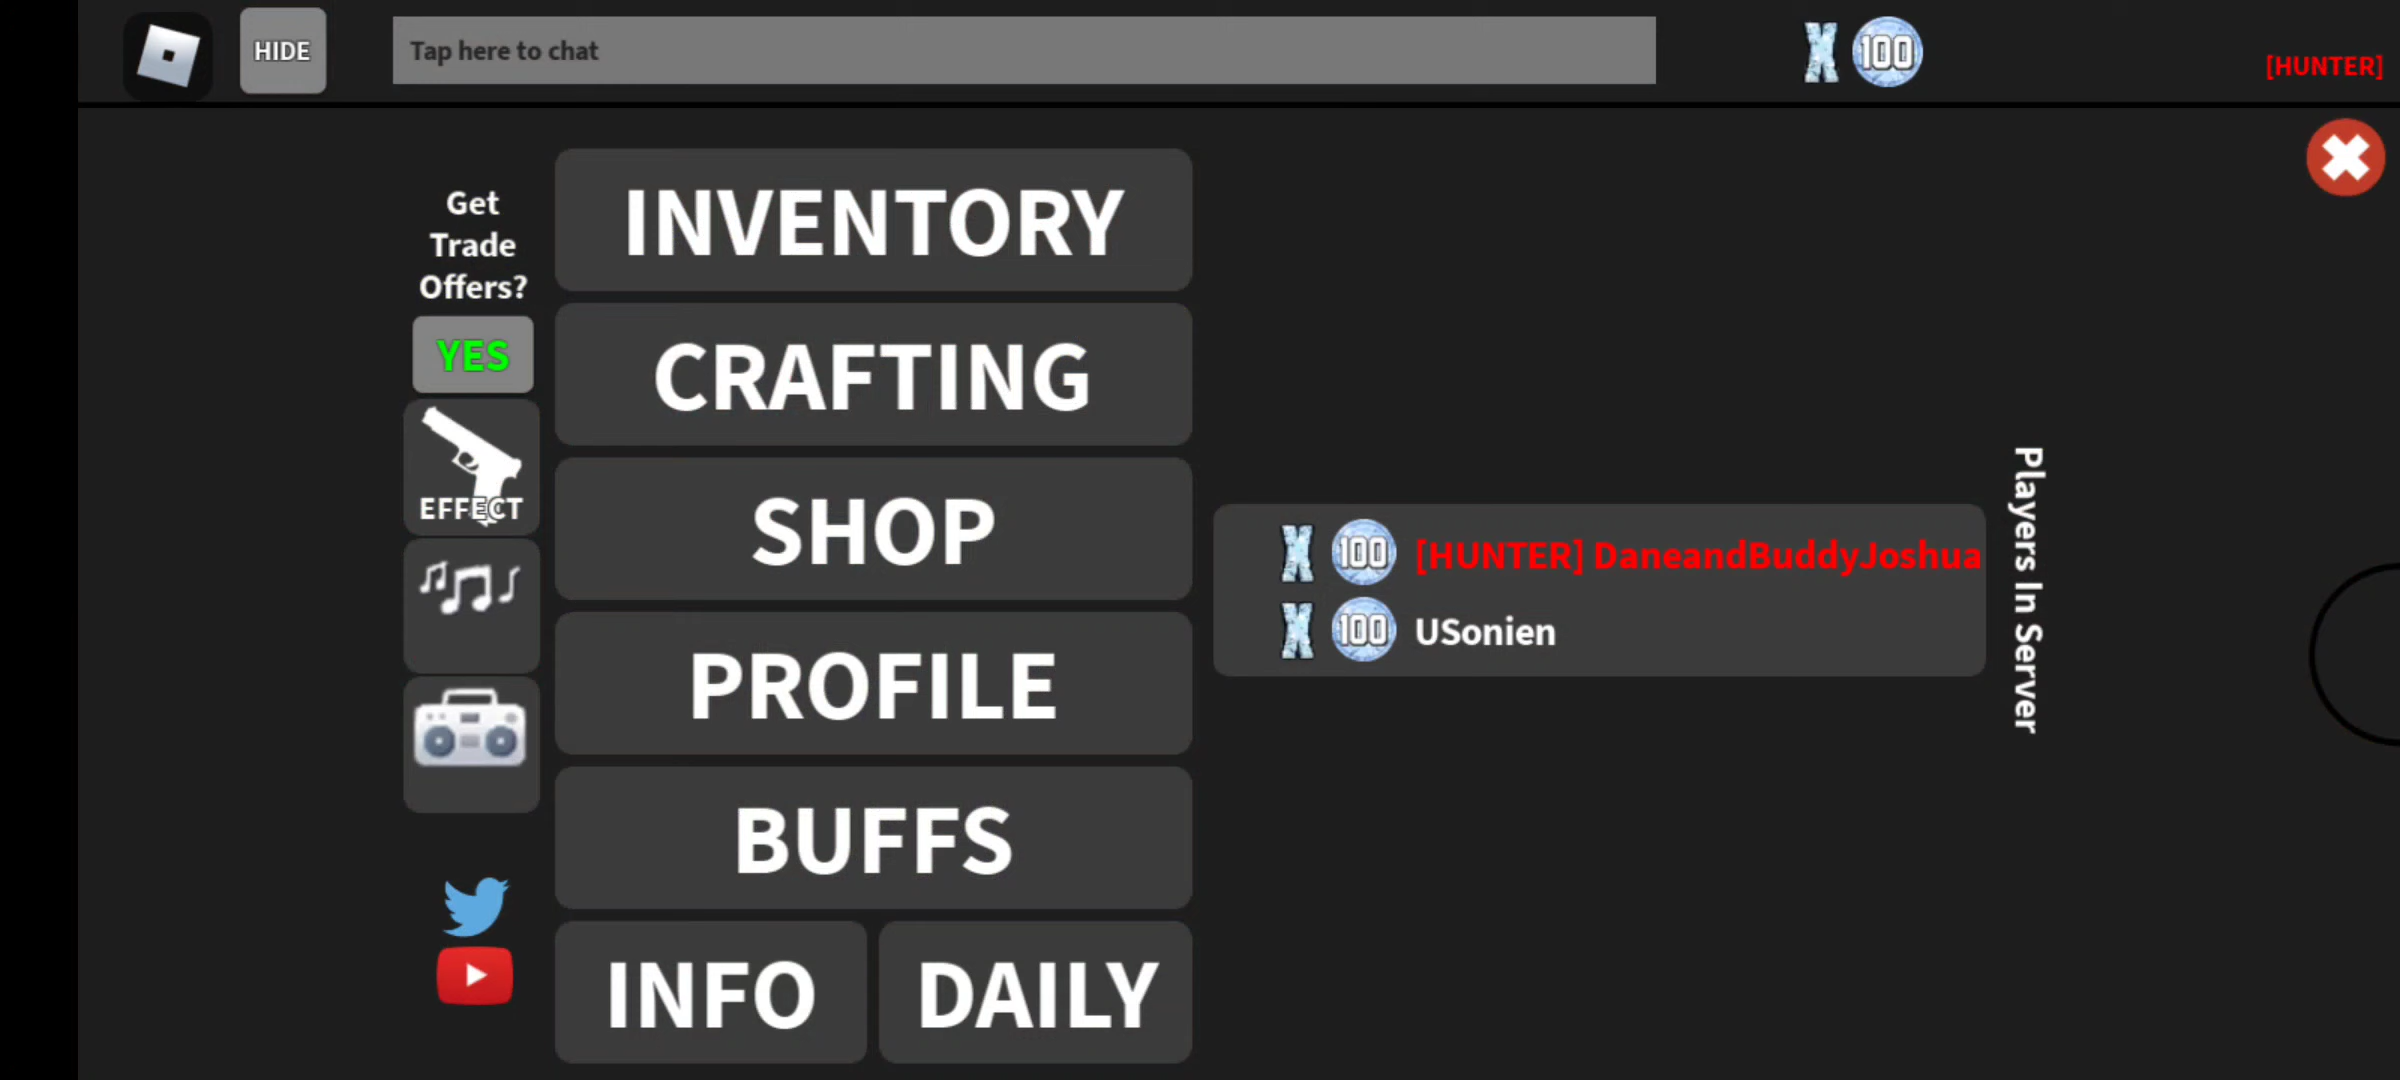 HIDE
Tap here to chat
X 100
[HUNTER]
Get
Trade
Offers?
YES
EFFECT
INVENTORY
CRAFTING
SHOP
PROFILE
BUFFS
INFO
DAILY
X 100 [HUNTER] DaneandBuddyJoshua
X 100 USonien
Players In Server